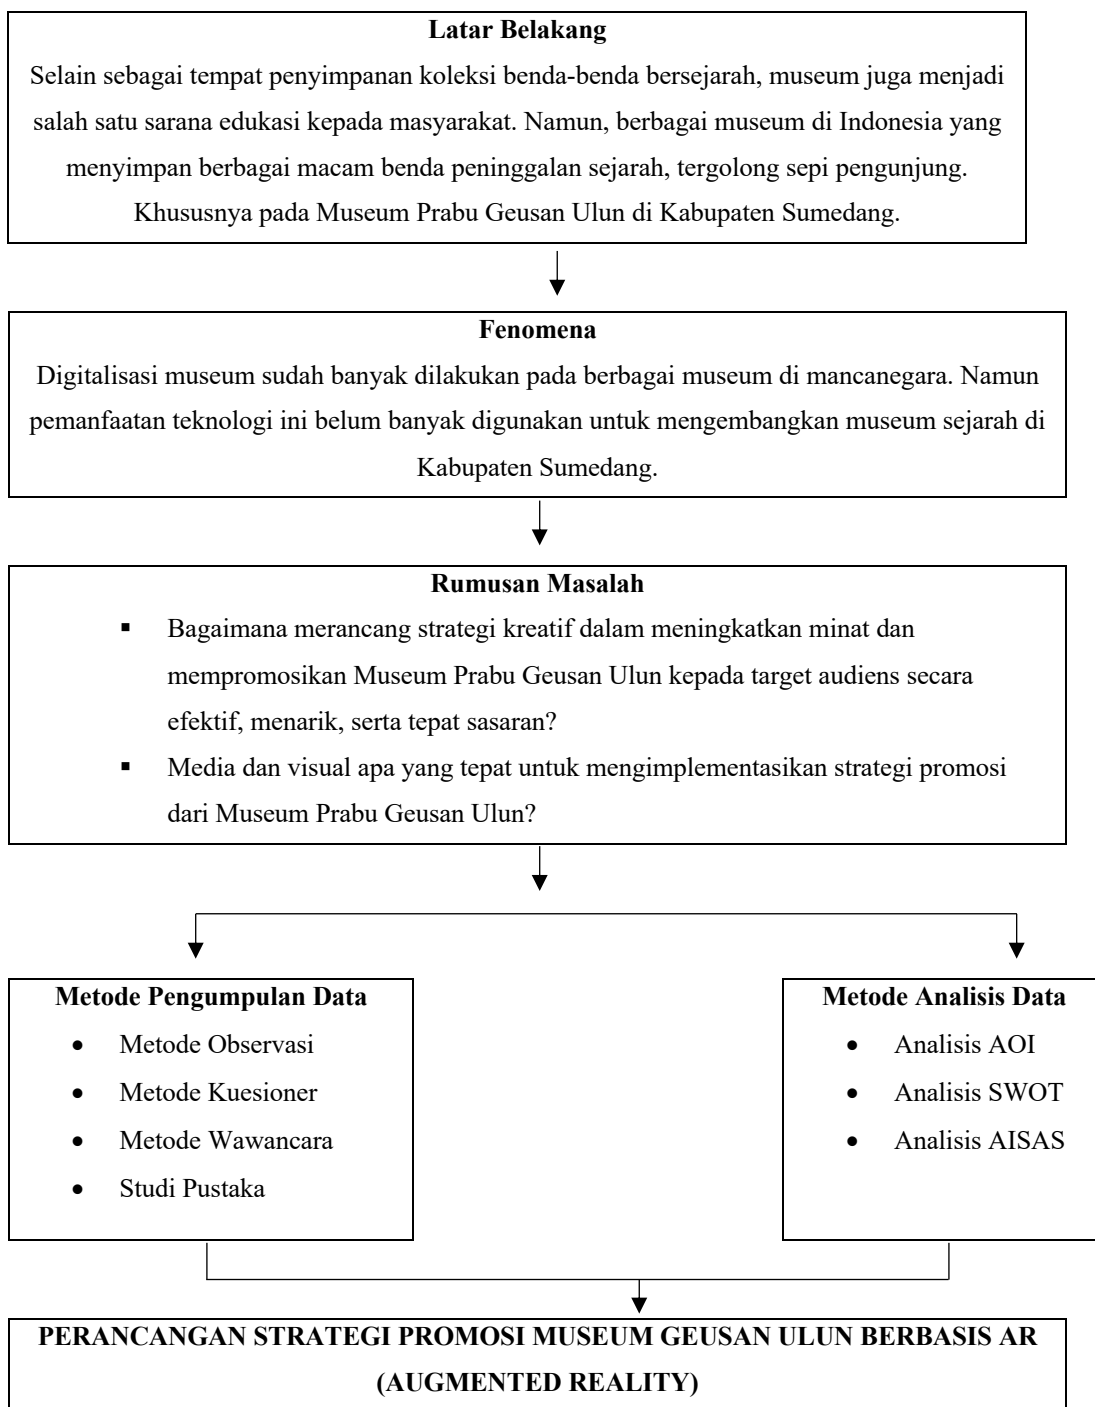 Latar Belakang
Selain sebagai tempat penyimpanan koleksi benda-benda bersejarah, museum juga menjadi
salah satu sarana edukasi kepada masyarakat. Namun, berbagai museum di Indonesia yang
menyimpan berbagai macam benda peninggalan sejarah, tergolong sepi pengunjung.
Khususnya pada Museum Prabu Geusan Ulun di Kabupaten Sumedang.
Fenomena
Digitalisasi museum sudah banyak dilakukan pada berbagai museum di mancanegara. Namun
pemanfaatan teknologi ini belum banyak digunakan untuk mengembangkan museum sejarah di
Kabupaten Sumedang.
Rumusan Masalah
▪ Bagaimana merancang strategi kreatif dalam meningkatkan minat dan
mempromosikan Museum Prabu Geusan Ulun kepada target audiens secara
efektif, menarik, serta tepat sasaran?
▪ Media dan visual apa yang tepat untuk mengimplementasikan strategi promosi
dari Museum Prabu Geusan Ulun?
Metode Pengumpulan Data
• Metode Observasi
• Metode Kuesioner
• Metode Wawancara
• Studi Pustaka
Metode Analisis Data
• Analisis AOI
• Analisis SWOT
• Analisis AISAS
PERANCANGAN STRATEGI PROMOSI MUSEUM GEUSAN ULUN BERBASIS AR
(AUGMENTED REALITY)